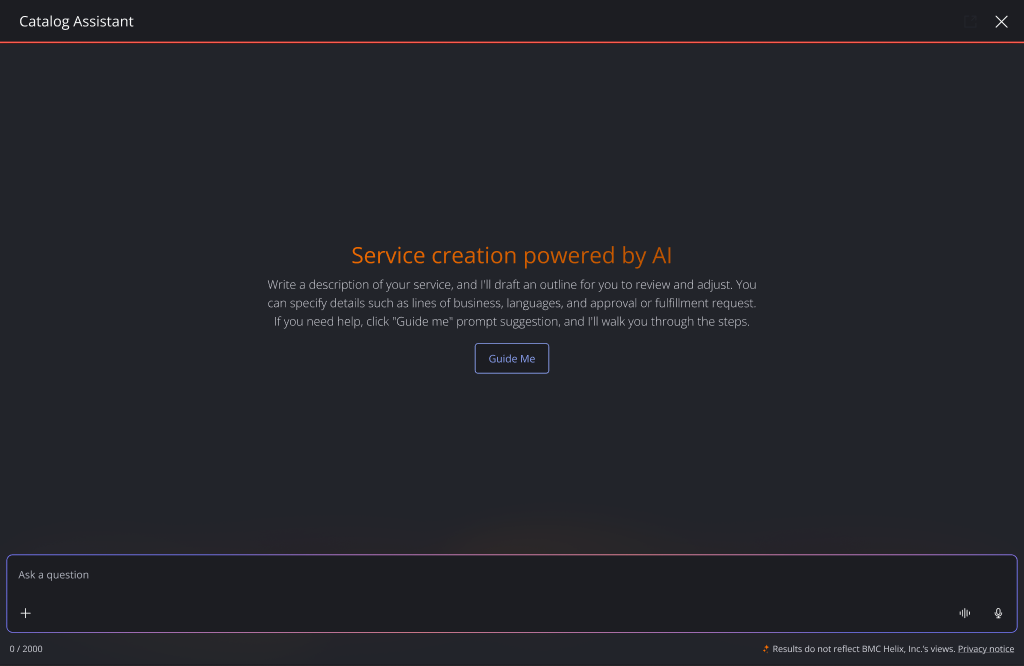 Catalog Assistant
Service creation powered by AI
Write a description of your service, and I'll draft an outline for you to review and adjust. You
can specify details such as lines of business, languages, and approval or fulfillment request.
If you need help, click "Guide me" prompt suggestion, and I'll walk you through the steps.
Guide Me
Ask a question
0 / 2000
Results do not reflect BMC Helix, Inc.'s views. Privacy notice